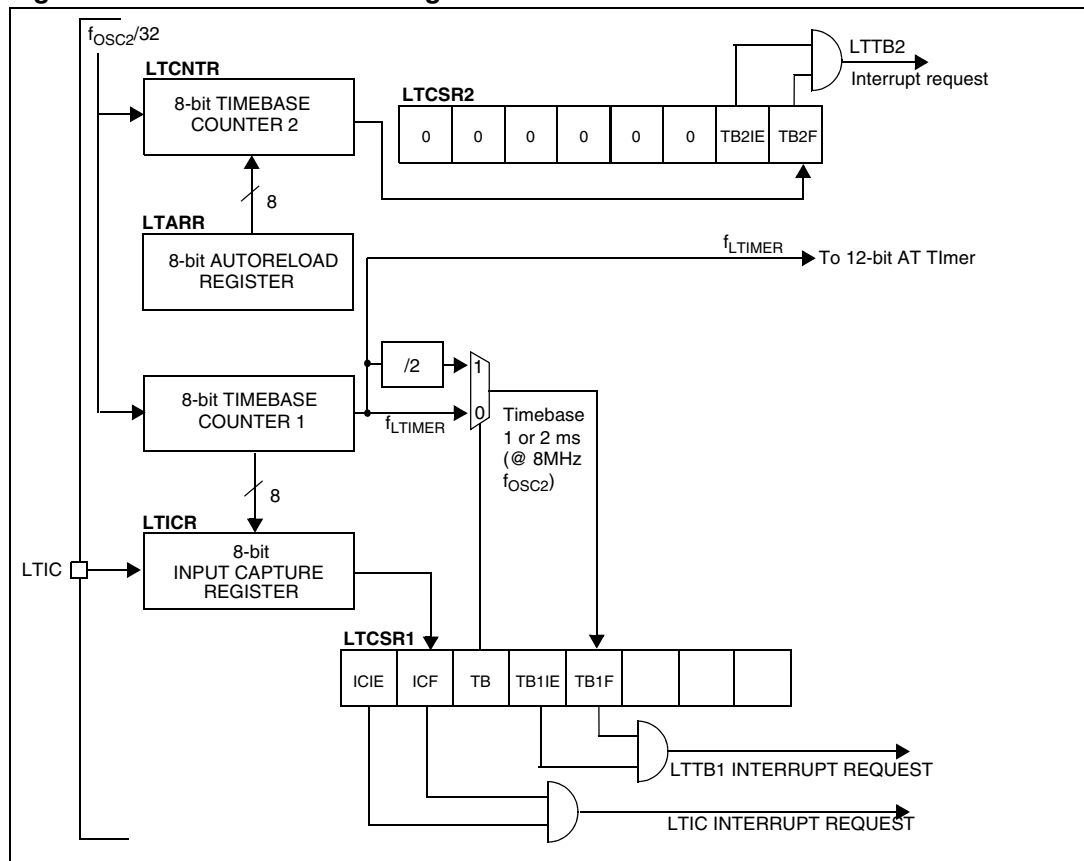 fOSC2/32
LTCNTR
8-bit TIMEBASE
COUNTER 2
8
LTARR
8-bit AUTORELOAD
REGISTER
LTCSR2
0 0 0 0 0 0 TB2IE TB2F
LTTB2
Interrupt request
fLTIMER
To 12-bit AT TImer
8-bit TIMEBASE
COUNTER 1
/2
1
0
fLTIMER
Timebase
1 or 2 ms
(@ 8MHz
fOSC2)
8
LTICR
LTIC
8-bit
INPUT CAPTURE
REGISTER
LTCSR1
ICIE ICF TB TB1IE TB1F
LTTB1 INTERRUPT REQUEST
LTIC INTERRUPT REQUEST